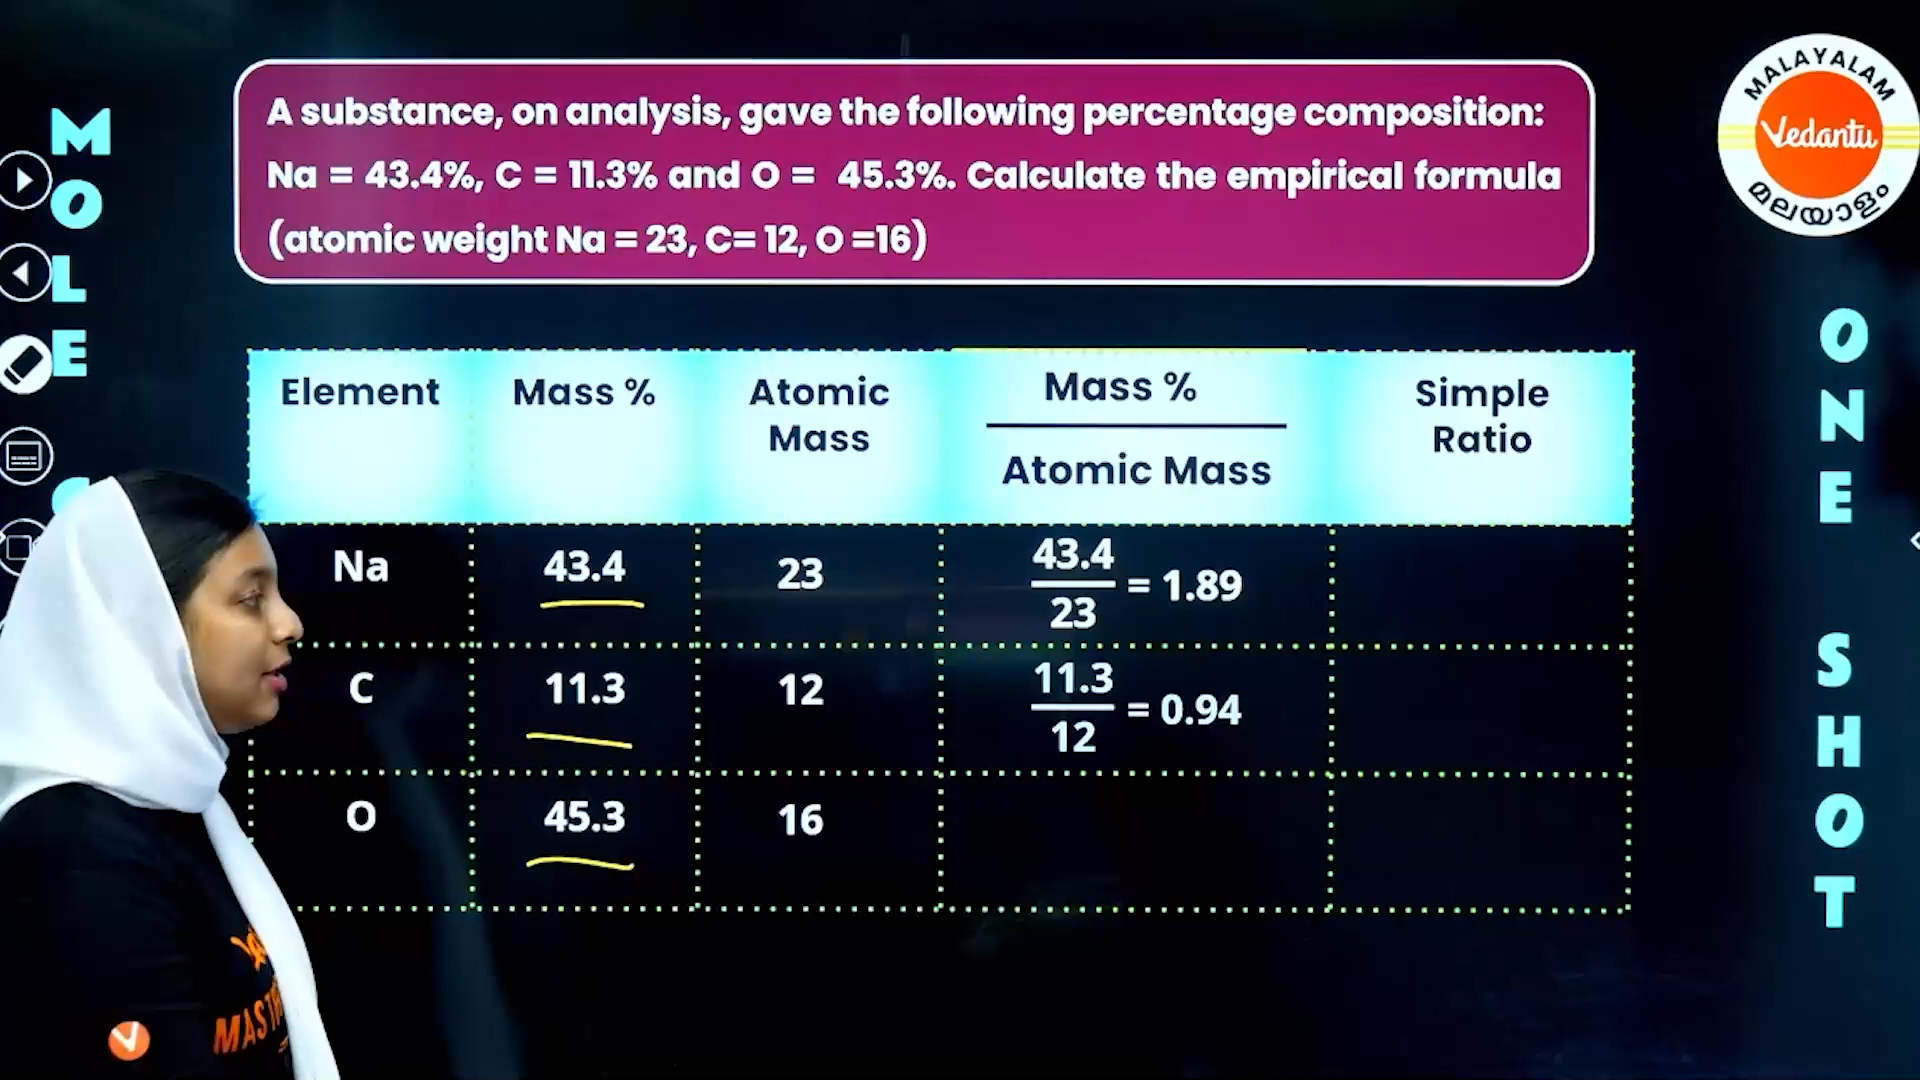 A substance, on analysis, gave the following percentage composition:
Na = 43.4%, C = 11.3% and O = 45.3%. Calculate the empirical formula
(atomic weight Na = 23, C= 12, O =16)
MALAYALAM
Vedantu
മലയാളം
MOLE
ONE
SHOT
Element Mass % Atomic Mass Mass % / Atomic Mass Simple Ratio
Na 43.4 23 43.4/23 = 1.89
C 11.3 12 11.3/12 = 0.94
O 45.3 16
V